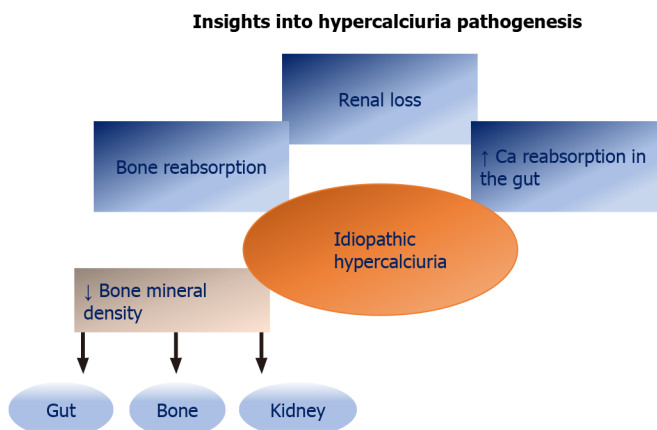 Insights into hypercalciuria pathogenesis
Renal loss
Bone reabsorption
↑ Ca reabsorption in
the gut
Idiopathic
hypercalciuria
↓ Bone mineral
density
Gut
Bone
Kidney